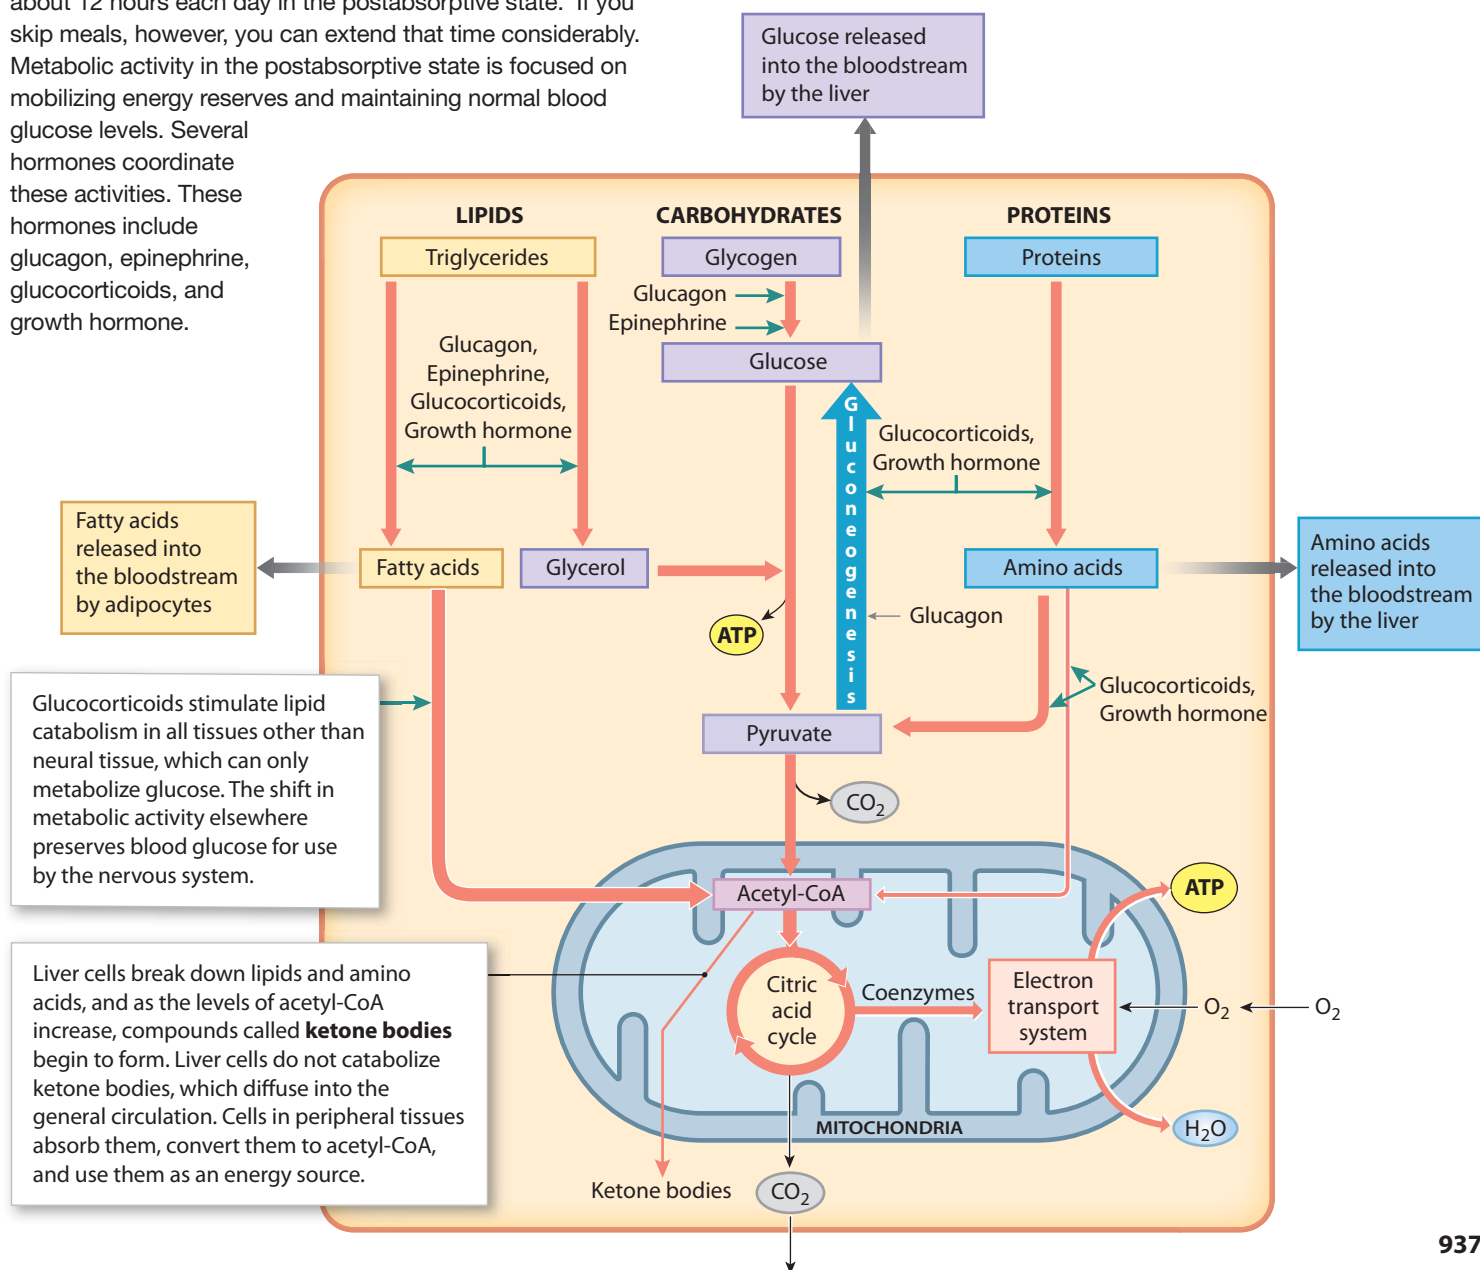 about 12 hours each day in the postabsorptive state. If you
skip meals, however, you can extend that time considerably.
Metabolic activity in the postabsorptive state is focused on
mobilizing energy reserves and maintaining normal blood
glucose levels. Several
hormones coordinate
these activities. These
hormones include
glucagon, epinephrine,
glucocorticoids, and
growth hormone.
Glucose released
into the bloodstream
by the liver
LIPIDS
CARBOHYDRATES
PROTEINS
Triglycerides
Glycogen
Proteins
Glucagon
Epinephrine
Glucose
Glucagon,
Epinephrine,
Glucocorticoids,
Growth hormone
Gluconeogenesis
Glucocorticoids,
Growth hormone
Fatty acids
released into
the bloodstream
by adipocytes
Fatty acids
Glycerol
Amino acids
Amino acids
released into
the bloodstream
by the liver
ATP
Glucagon
Glucocorticoids,
Growth hormone
Pyruvate
CO2
Glucocorticoids stimulate lipid
catabolism in all tissues other than
neural tissue, which can only
metabolize glucose. The shift in
metabolic activity elsewhere
preserves blood glucose for use
by the nervous system.
Acetyl-CoA
ATP
Liver cells break down lipids and amino
acids, and as the levels of acetyl-CoA
increase, compounds called ketone bodies
begin to form. Liver cells do not catabolize
ketone bodies, which diffuse into the
general circulation. Cells in peripheral tissues
absorb them, convert them to acetyl-CoA,
and use them as an energy source.
Citric
acid
cycle
Coenzymes
Electron
transport
system
O2
O2
MITOCHONDRIA
H2O
Ketone bodies
CO2
937